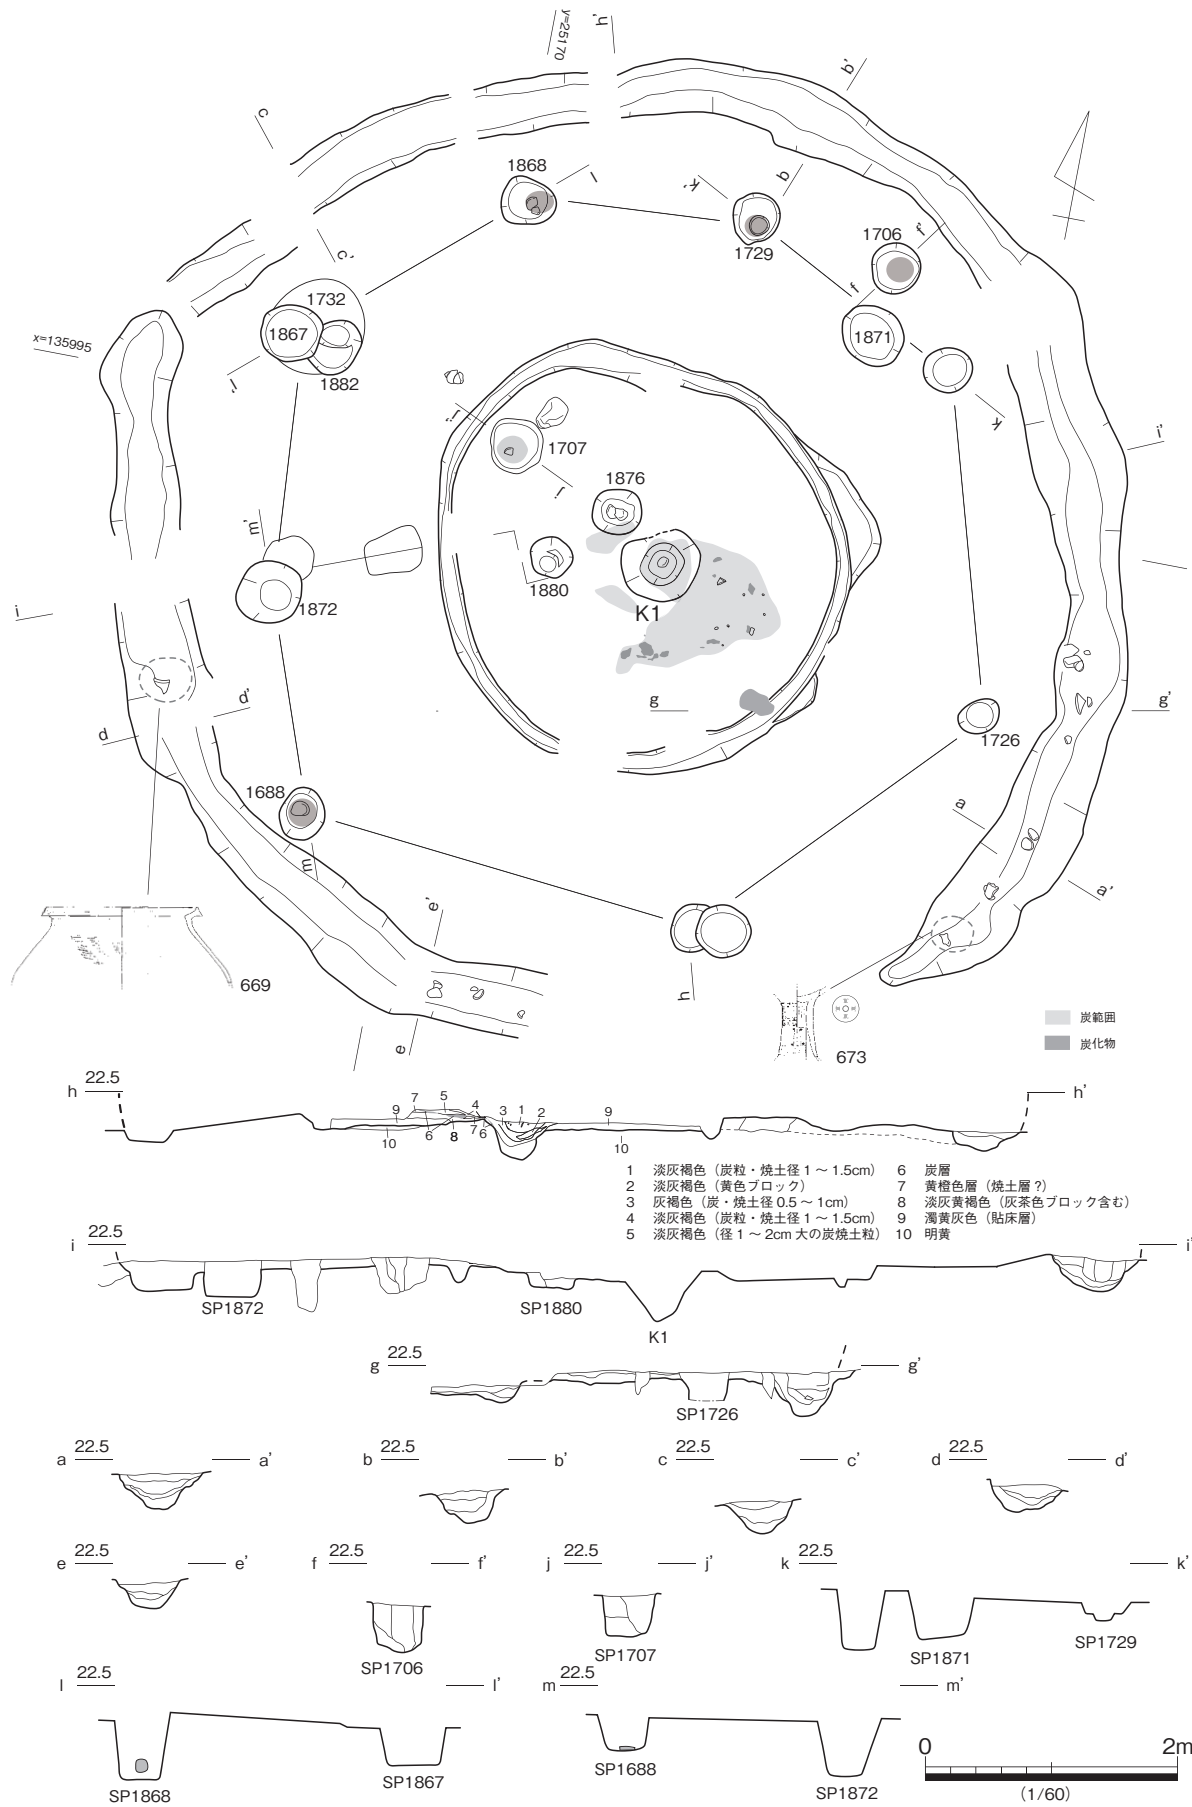 y=25170
h'
b'
c
1868
l
k'
b
1729
1706
f'
c'
f
1732
1867
1871
x=135995
1882
l'
k
j'
1707
i'
j
1876
m'
1880
K1
i
1872
d'
g
g'
d
1726
1688
a
m
a'
e'
669
h
e
673
炭範囲
炭化物
h 22.5 h'
7 5 4 3 1 2 9
9
10 6 8 7 6 10
1 淡灰褐色（炭粒・焼土径 1 ～ 1.5cm） 6 炭層
2 淡灰褐色（黄色ブロック） 7 黄橙色層（焼土層 ?）
3 灰褐色（炭・焼土径 0.5 ～ 1cm） 8 淡灰黄褐色（灰茶色ブロック含む）
4 淡灰褐色（炭粒・焼土径 1 ～ 1.5cm） 9 濁黄灰色（貼床層）
5 淡灰褐色（径 1 ～ 2cm 大の炭焼土粒） 10 明黄
i 22.5 i'
SP1872 SP1880
K1
g 22.5 g'
SP1726
a 22.5 a' b 22.5 b' c 22.5 c' d 22.5 d'
e 22.5 e' f 22.5 f' j 22.5 j' k 22.5 k'
SP1706 SP1707 SP1871 SP1729
l 22.5 l' m 22.5 m'
SP1868 SP1867 SP1688 SP1872
0 2m
（1/60）